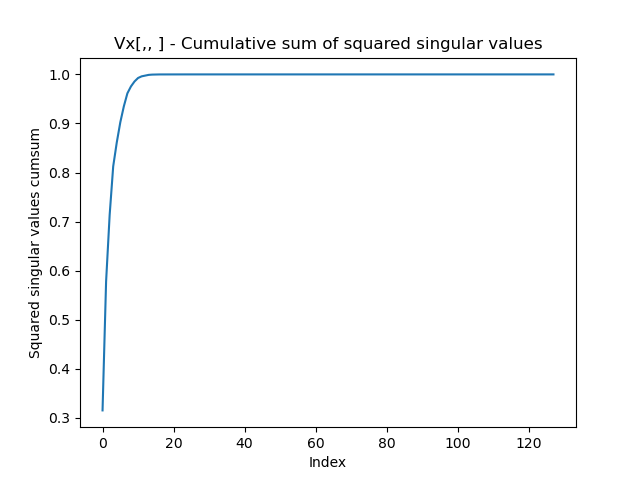 Vx[,, ] - Cumulative sum of squared singular values
1.0
0.9
0.8
0.7
0.6
0.5
0.4
0.3
Squared singular values cumsum
0 20 40 60 80 100 120
Index